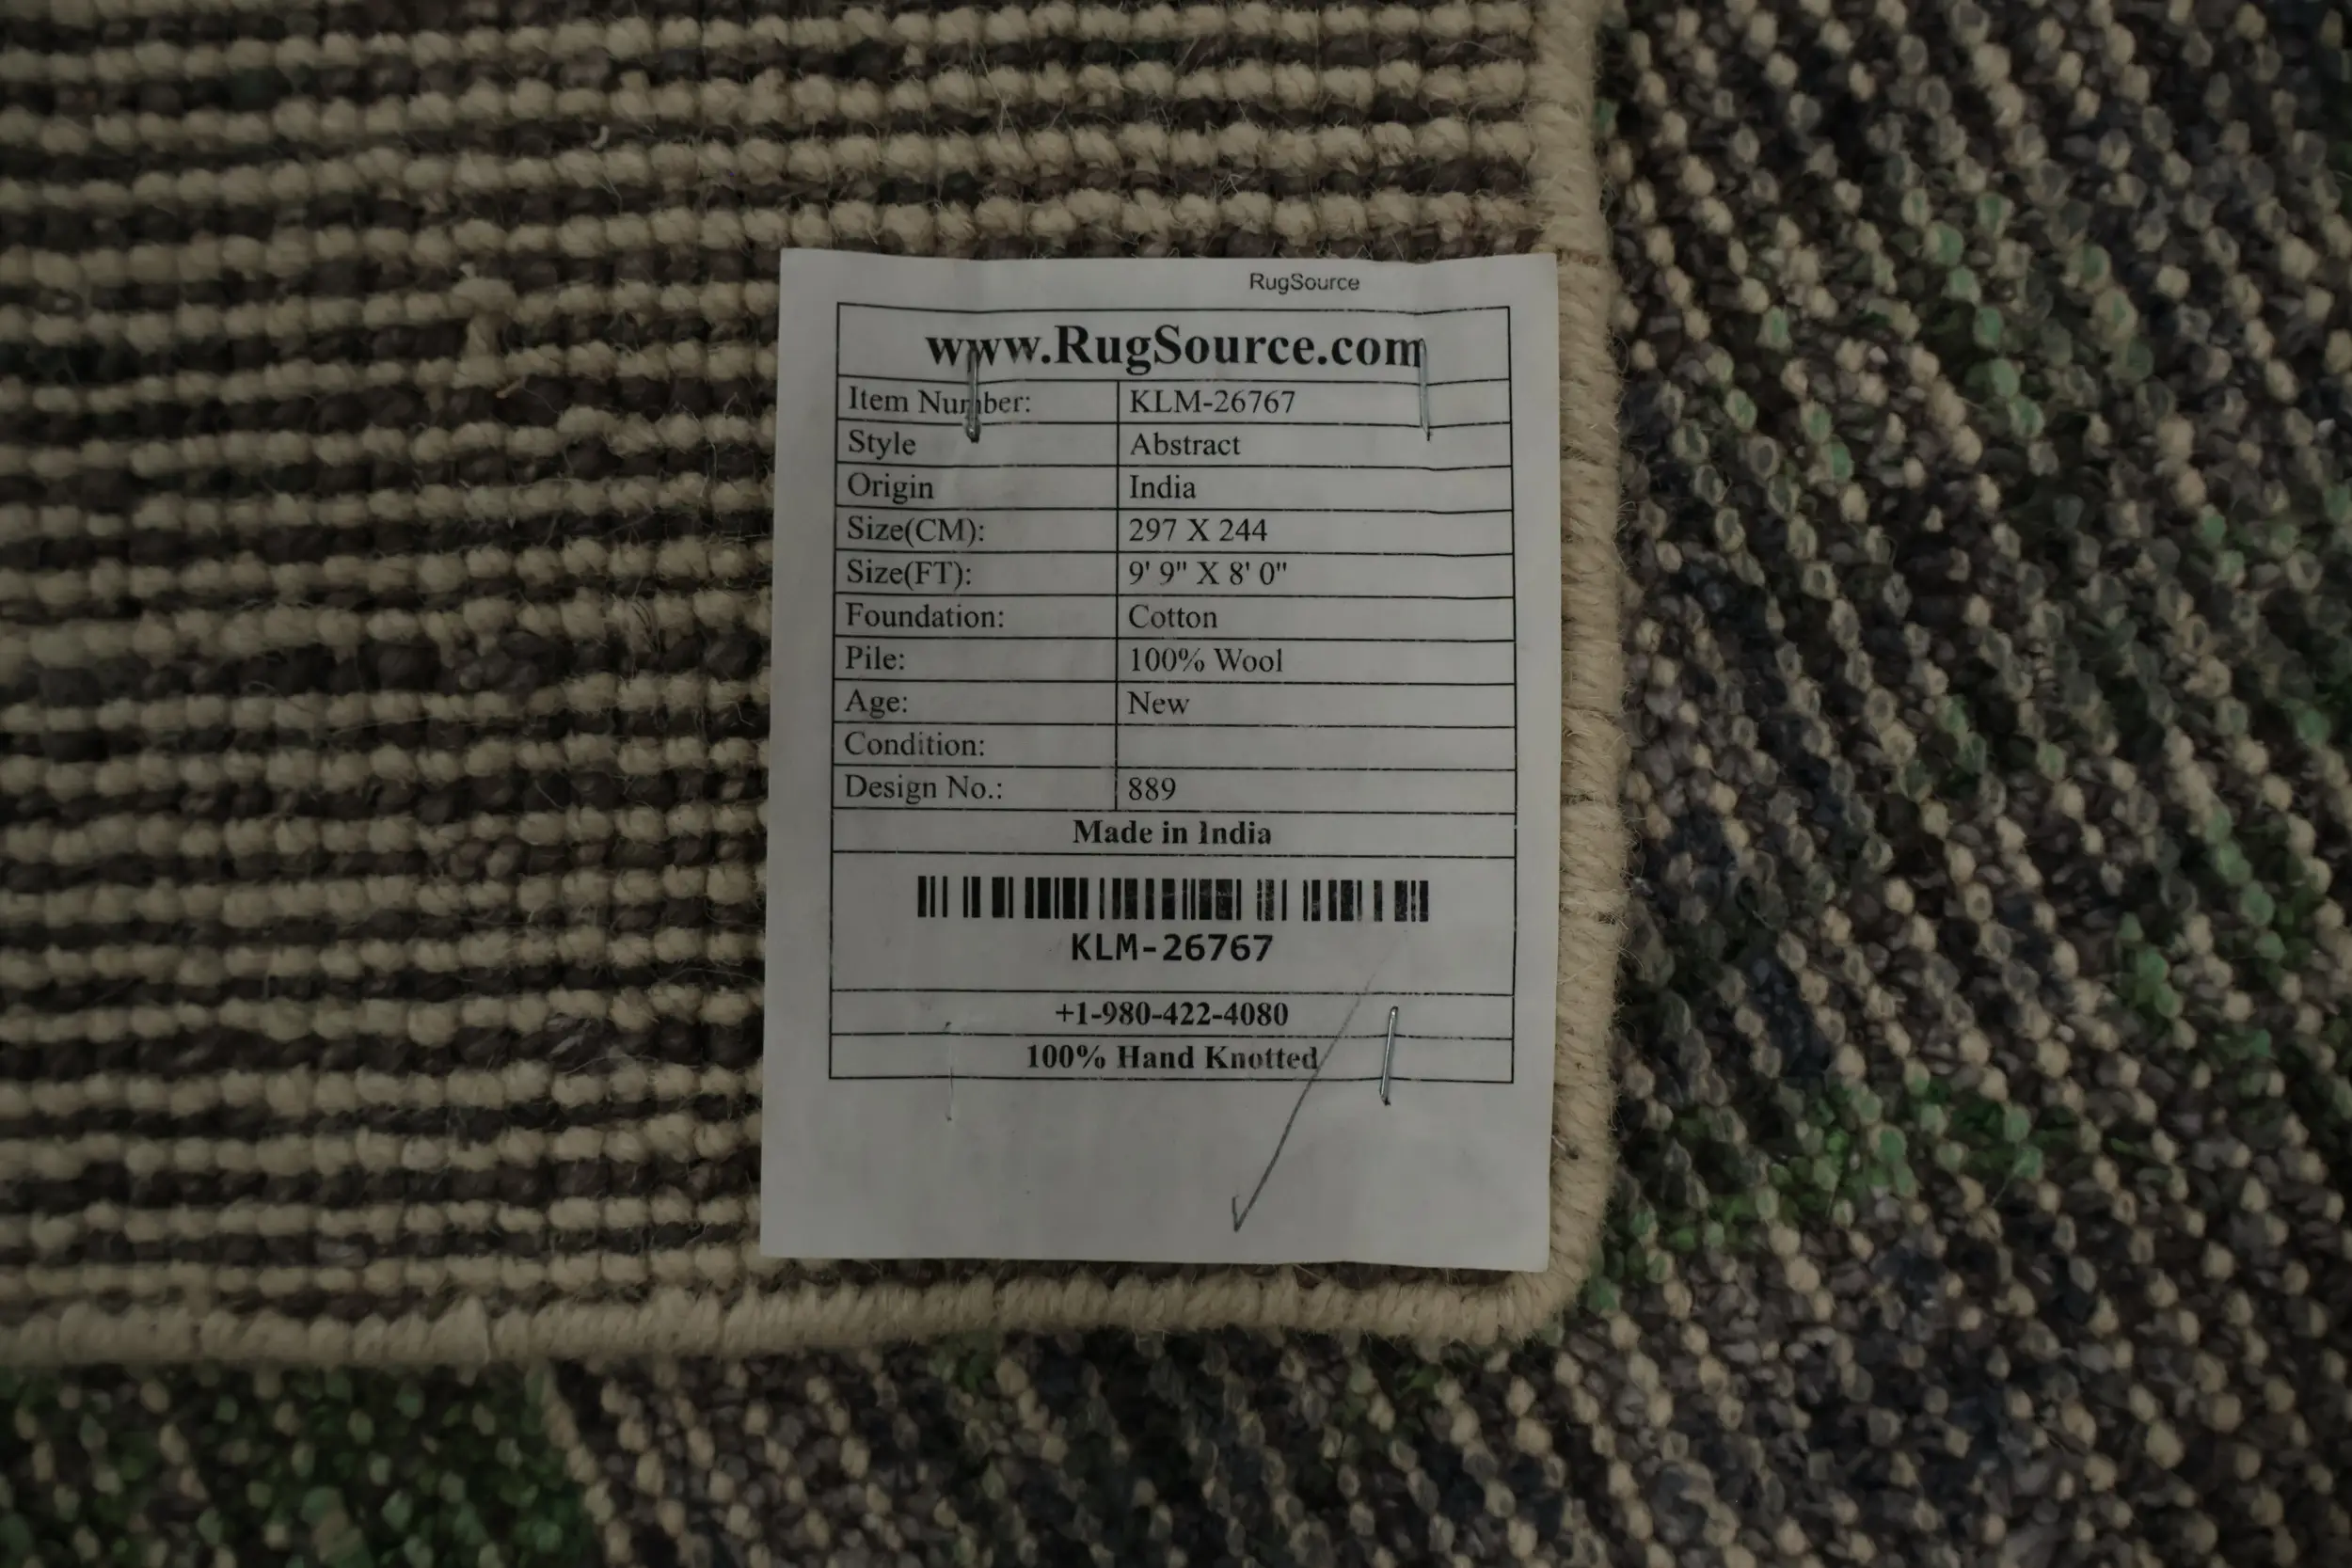 RugSource
www.RugSource.com
Item Number: KLM-26767
Style Abstract
Origin India
Size(CM): 297 X 244
Size(FT): 9' 9" X 8' 0"
Foundation: Cotton
Pile: 100% Wool
Age: New
Condition:
Design No.: 889
Made in India
KLM-26767
+1-980-422-4080
100% Hand Knotted